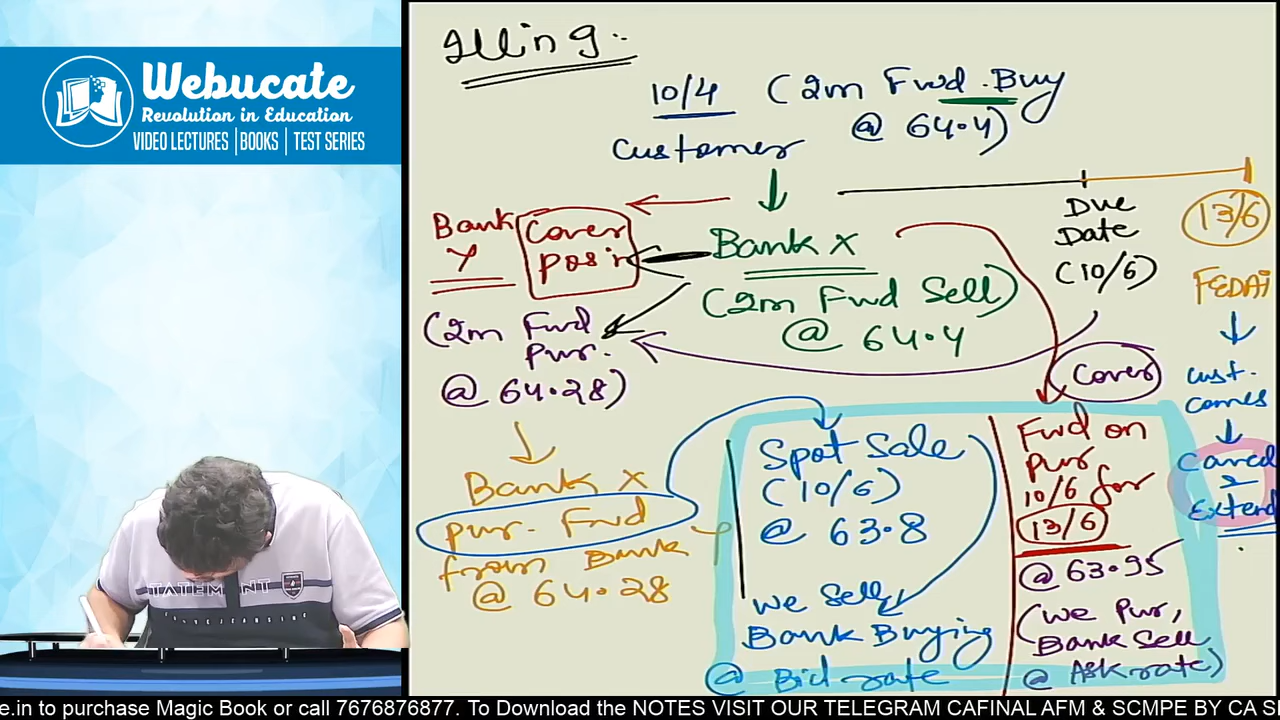 Webucate
Revolution in Education
VIDEO LECTURES | BOOKS | TEST SERIES
10/4 (2m Fwd. Buy
@ 64.4)
Customer
Bank X
(2m Fwd Sell)
@ 64.4
Bank
Y
Cover
(2m Fwd
pur.
@ 64.28)
Bank X
pur. Fwd
from Bank
@ 64.28
Due
Date
(10/6)
13/6
FEDAI
cust.
comes
Cancel
Extend
Cover
Spot Sale
(10/6)
@ 63.8
we Sell,
Bank Buying
@ Bid rate
Fwd on
pur
10/6 for
13/6
@ 63.95
(we pur,
Bank Sell
@ Ask rate)
e.in to purchase Magic Book or call 7676876877. To Download the NOTES VISIT OUR TELEGRAM CAFINAL AFM & SCMPE BY CA S